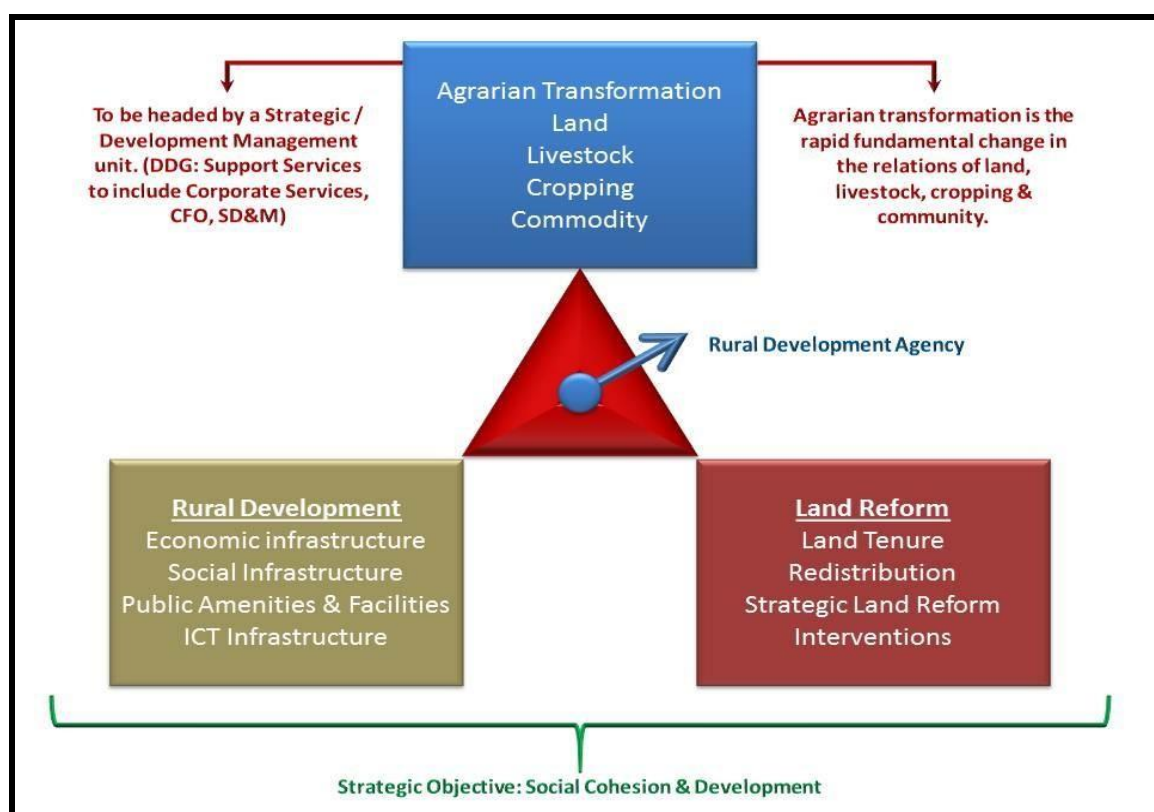 To be headed by a Strategic /
Development Management
unit. (DDG: Support Services
to include Corporate Services,
CFO, SD&M)
Agrarian Transformation
Land
Livestock
Cropping
Commodity
Agrarian transformation is the
rapid fundamental change in
the relations of land,
livestock, cropping &
community.
Rural Development Agency
Rural Development
Economic infrastructure
Social Infrastructure
Public Amenities & Facilities
ICT Infrastructure
Land Reform
Land Tenure
Redistribution
Strategic Land Reform
Interventions
Strategic Objective: Social Cohesion & Development